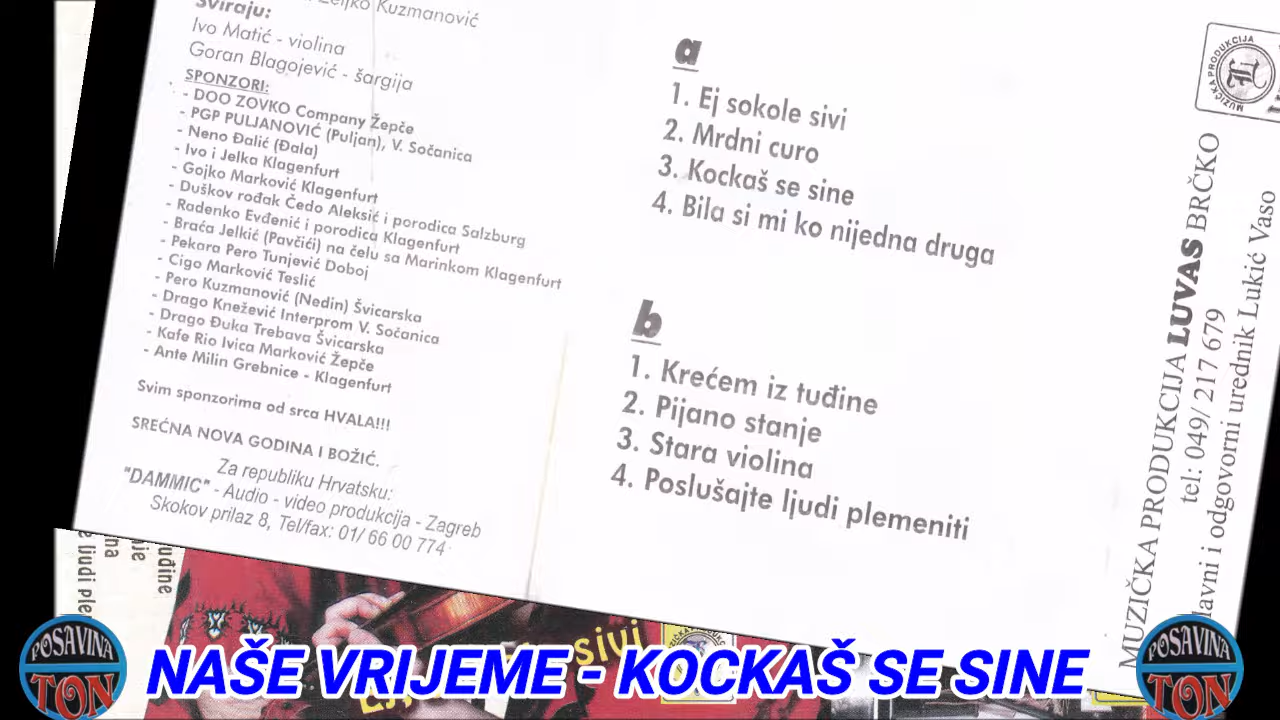 Željko Kuzmanović
Sviraju:
Ivo Matić - violina
Goran Blagojević - šargija
SPONZORI:
- DOO ZOVKO Company Žepče
- PGP PULJANOVIĆ (Puljan), V. Sočanica
- Neno Đalić (Đala)
- Ivo i Jelka Klagenfurt
- Gojko Marković Klagenfurt
- Duškov rođak Čedo Aleksić i porodica Salzburg
- Radenko Evđenić i porodica Klagenfurt
- Braća Jelkić (Pavčići) na čelu sa Marinkom Klagenfurt
- Pekara Pero Tunjević Doboj
- Cigo Marković Teslić
- Pero Kuzmanović (Nedin) Švicarska
- Drago Knežević Interprom V. Sočanica
- Drago Đuka Trebava Švicarska
- Kafe Rio Ivica Marković Žepče
- Ante Milin Grebnice - Klagenfurt
Svim sponzorima od srca HVALA!!!
SREĆNA NOVA GODINA I BOŽIĆ.
Za republiku Hrvatsku:
"DAMMIC" - Audio - video produkcija - Zagreb
Skokov prilaz 8, Tel/fax: 01/ 66 00 774
a
1. Ej sokole sivi
2. Mrdni curo
3. Kockaš se sine
4. Bila si mi ko nijedna druga
b
1. Krećem iz tuđine
2. Pijano stanje
3. Stara violina
4. Poslušajte ljudi plemeniti
MUZIČKA PRODUKCIJA
MUZIČKA PRODUKCIJA LUVAS BRČKO
tel: 049/ 217 679
lavni i odgovorni urednik Lukić Vaso
sivi
POSAVINA
TON
NAŠE VRIJEME - KOCKAŠ SE SINE
POSAVINA
TON